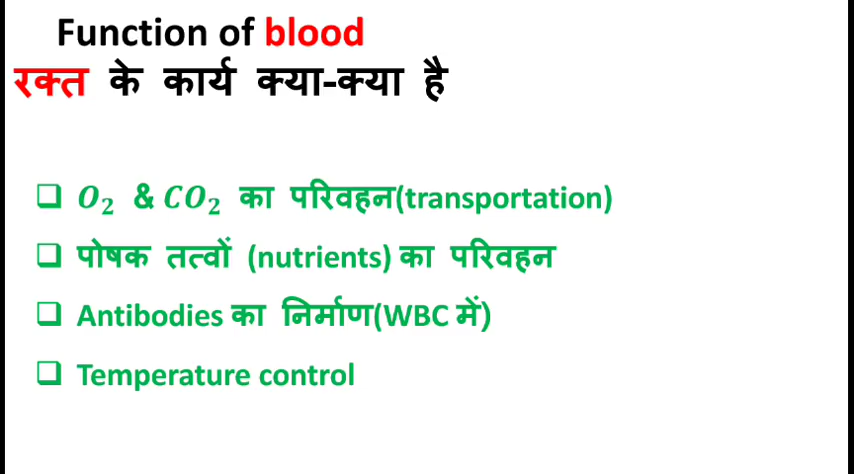 Function of blood
रक्त के कार्य क्या-क्या है
❑ O₂ & CO₂ का परिवहन(transportation)
❑ पोषक तत्वों (nutrients) का परिवहन
❑ Antibodies का निर्माण(WBC में)
❑ Temperature control